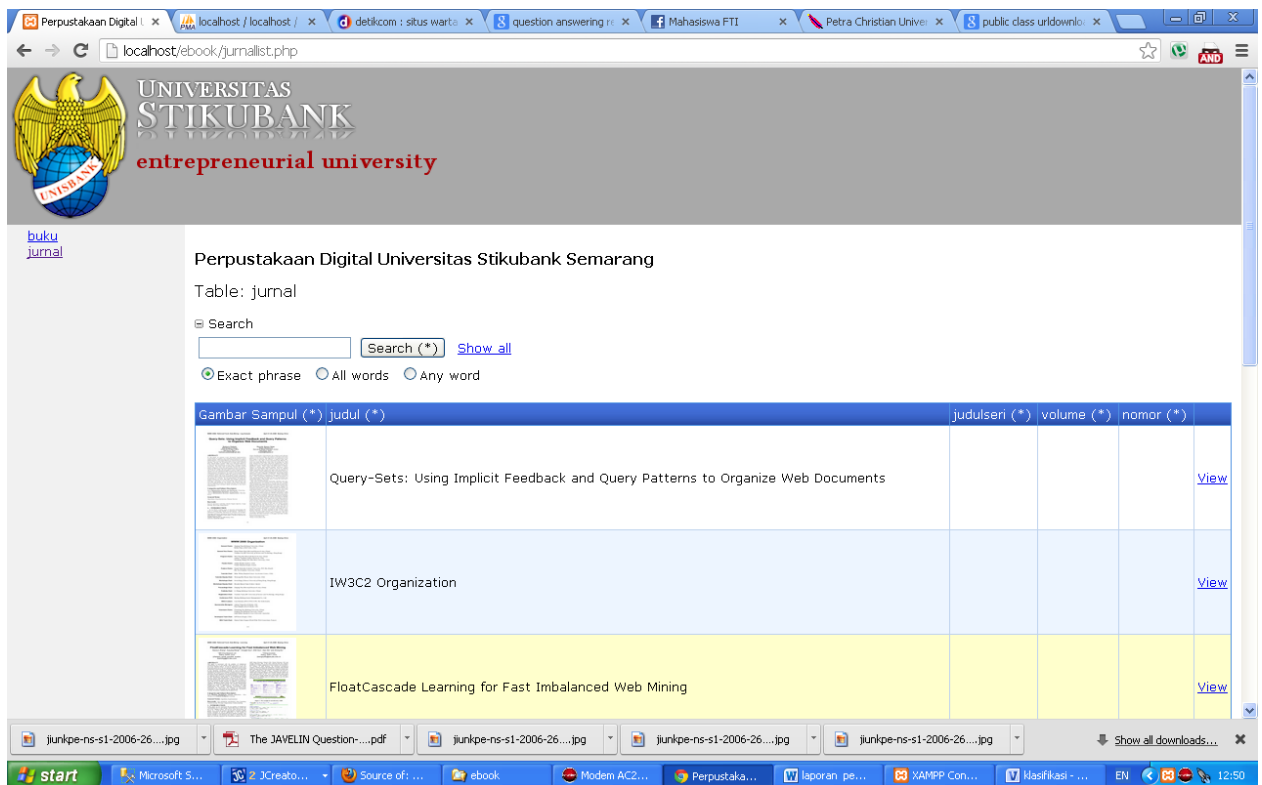 Perpustakaan Digital U
localhost / localhost /
detikcom : situs warta
question answering re
Mahasiswa FTI
Petra Christian Univer
public class urldownlo
localhost/ebook/jurnallist.php
AND
UNIVERSITAS
STIKUBANK
entrepreneurial university
UNISBANK
buku
jurnal
Perpustakaan Digital Universitas Stikubank Semarang
Table: jurnal
Search
Search (*) Show all
Exact phrase All words Any word
Gambar Sampul (*) judul (*) judulseri (*) volume (*) nomor (*)
Query-Sets: Using Implicit Feedback and Query Patterns to Organize Web Documents View
IW3C2 Organization View
FloatCascade Learning for Fast Imbalanced Web Mining View
jiunkpe-ns-s1-2006-26....jpg The JAVELIN Question-....pdf jiunkpe-ns-s1-2006-26....jpg jiunkpe-ns-s1-2006-26....jpg jiunkpe-ns-s1-2006-26....jpg Show all downloads...
start Microsoft S... 2 JCreato... Source of: ... ebook Modem AC2... Perpustaka... laporan pe... XAMPP Con... klasifikasi - ... EN 12:50